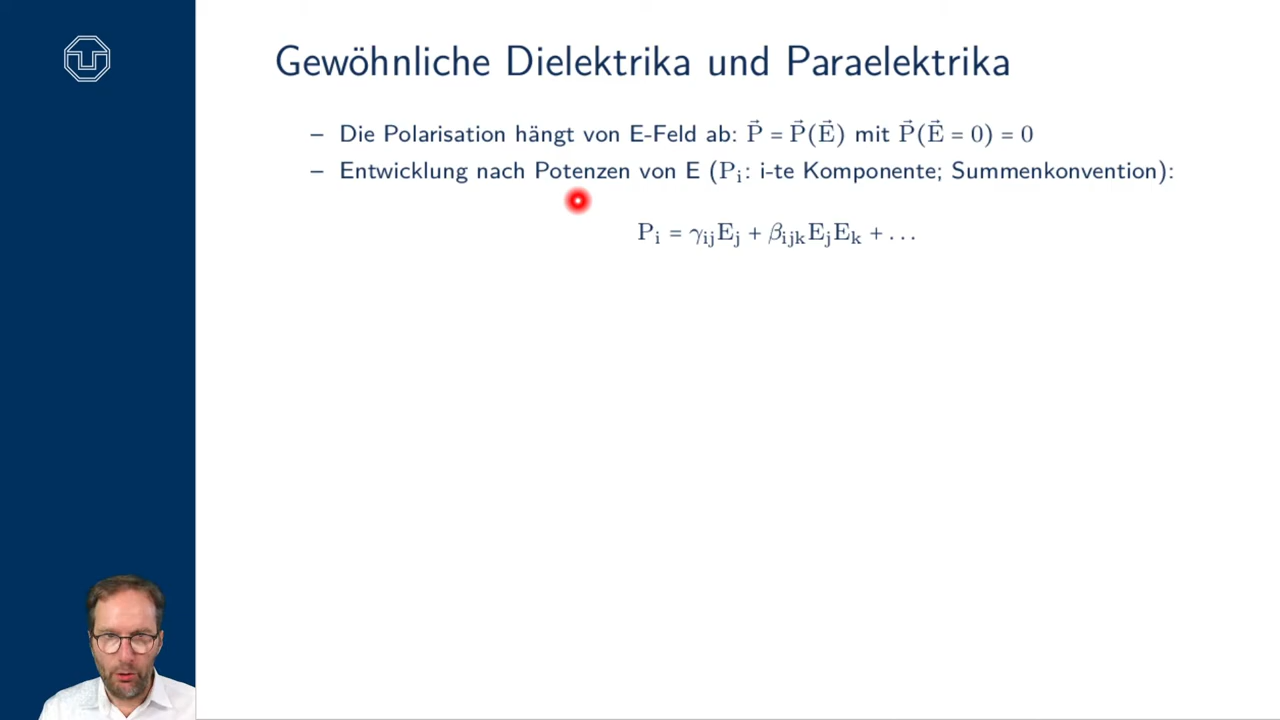 Gewöhnliche Dielektrika und Paraelektrika
– Die Polarisation hängt von E-Feld ab: P⃗ = P⃗(E⃗) mit P⃗(E⃗ = 0) = 0
– Entwicklung nach Potenzen von E (Pᵢ: i-te Komponente; Summenkonvention):
Pᵢ = γᵢⱼEⱼ + βᵢⱼₖEⱼEₖ + …